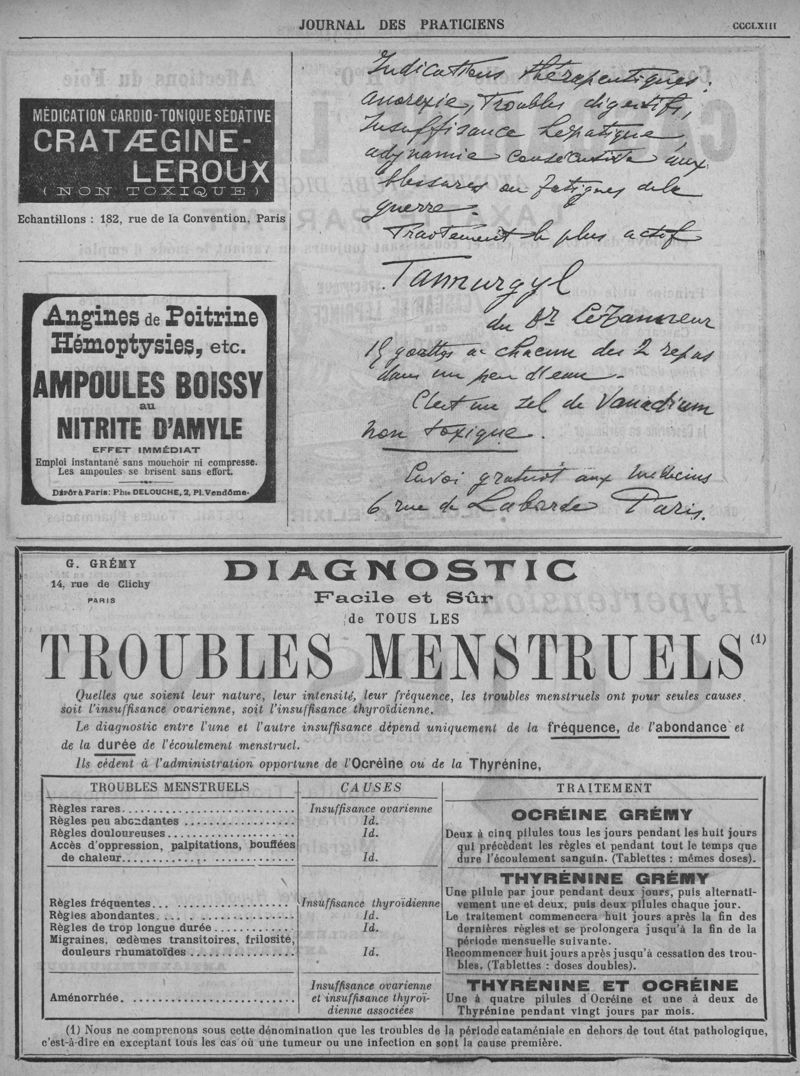 JOURNAL DES PRATICIENS
CCCLXIII
MÉDICATION CARDIO-TONIQUE SÉDATIVE
CRATÆGINE-
LEROUX
(NON TOXIQUE)
Echantillons : 182, rue de la Convention, Paris
Angines de Poitrine
Hémoptysies, etc.
AMPOULES BOISSY
au
NITRITE D'AMYLE
EFFET IMMÉDIAT
Emploi instantané sans mouchoir ni compresse.
Les ampoules se brisent sans effort.
Dépôt à Paris: Phie DELOUCHE, 2, Pl. Vendôme.
Indications thérapeutiques:
anorexie, Troubles digestifs,
Insuffisance hépatique,
adynamie consécutive aux
blessures ou fatigues de la
guerre.
Traitement le plus actif
Tanurgyl
du Dr Le Tanneur
15 gouttes à chacun des 2 repas
dans un peu d'eau.
C'est un sel de Vanadium
non toxique.
Envoi gratuit aux médecins
6 rue de Laborde Paris.
G. GRÉMY
14, rue de Clichy
PARIS
DIAGNOSTIC
Facile et Sûr
de TOUS LES
TROUBLES MENSTRUELS (1)
Quelles que soient leur nature, leur intensité, leur fréquence, les troubles menstruels ont pour seules causes
soit l'insuffisance ovarienne, soit l'insuffisance thyroïdienne.
Le diagnostic entre l'une et l'autre insuffisance dépend uniquement de la fréquence, de l'abondance et
de la durée de l'écoulement menstruel.
Ils cèdent à l'administration opportune de l'Ocréine ou de la Thyrénine,
TROUBLES MENSTRUELS
CAUSES
TRAITEMENT
Règles rares
Insuffisance ovarienne
Règles peu abondantes
Id.
Règles douloureuses
Id.
Accès d'oppression, palpitations, bouffées
de chaleur
Id.
OCRÉINE GRÉMY
Deux à cinq pilules tous les jours pendant les huit jours
qui précèdent les règles et pendant tout le temps que
dure l'écoulement sanguin. (Tablettes : mêmes doses).
Règles fréquentes
Insuffisance thyroïdienne
Règles abondantes
Id.
Règles de trop longue durée
Id.
Migraines, œdèmes transitoires, frilosité,
douleurs rhumatoïdes
Id.
THYRÉNINE GRÉMY
Une pilule par jour pendant deux jours, puis alternati-
vement une et deux, puis deux pilules chaque jour.
Le traitement commencera huit jours après la fin des
dernières règles et se prolongera jusqu'à la fin de la
période mensuelle suivante.
Recommencer huit jours après jusqu'à cessation des trou-
bles. (Tablettes : doses doubles).
Aménorrhée.
Insuffisance ovarienne
et insuffisance thyroï-
dienne associées
THYRÉNINE ET OCRÉINE
Une à quatre pilules d'Ocréine et une à deux de
Thyrénine pendant vingt jours par mois.
(1) Nous ne comprenons sous cette dénomination que les troubles de la période cataméniale en dehors de tout état pathologique,
c'est-à-dire en exceptant tous les cas où une tumeur ou une infection en sont la cause première.